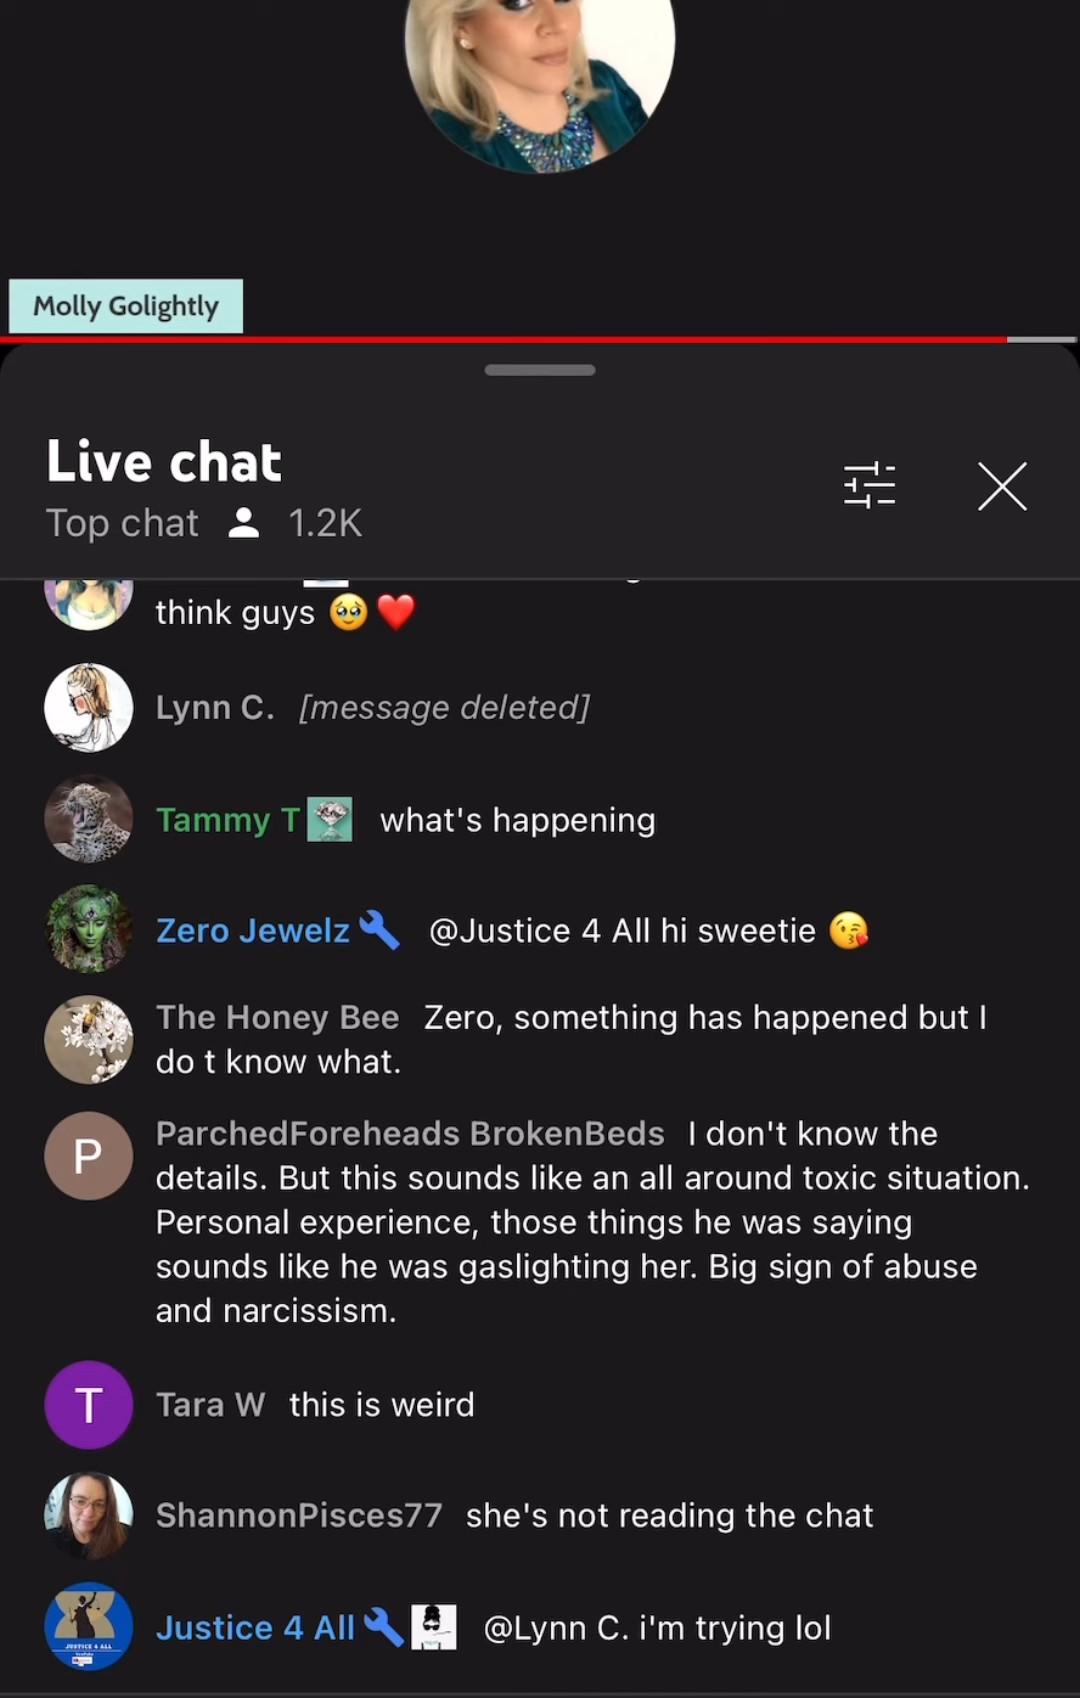 Molly Golightly
Live chat
Top chat 1.2K
think guys 🥹 ❤️
Lynn C. [message deleted]
Tammy T what's happening
Zero Jewelz @Justice 4 All hi sweetie 😘
The Honey Bee Zero, something has happened but I
do t know what.
P
ParchedForeheads BrokenBeds I don't know the
details. But this sounds like an all around toxic situation.
Personal experience, those things he was saying
sounds like he was gaslighting her. Big sign of abuse
and narcissism.
T
Tara W this is weird
ShannonPisces77 she's not reading the chat
JUSTICE 4 ALL
YouTube
Justice 4 All @Lynn C. i'm trying lol